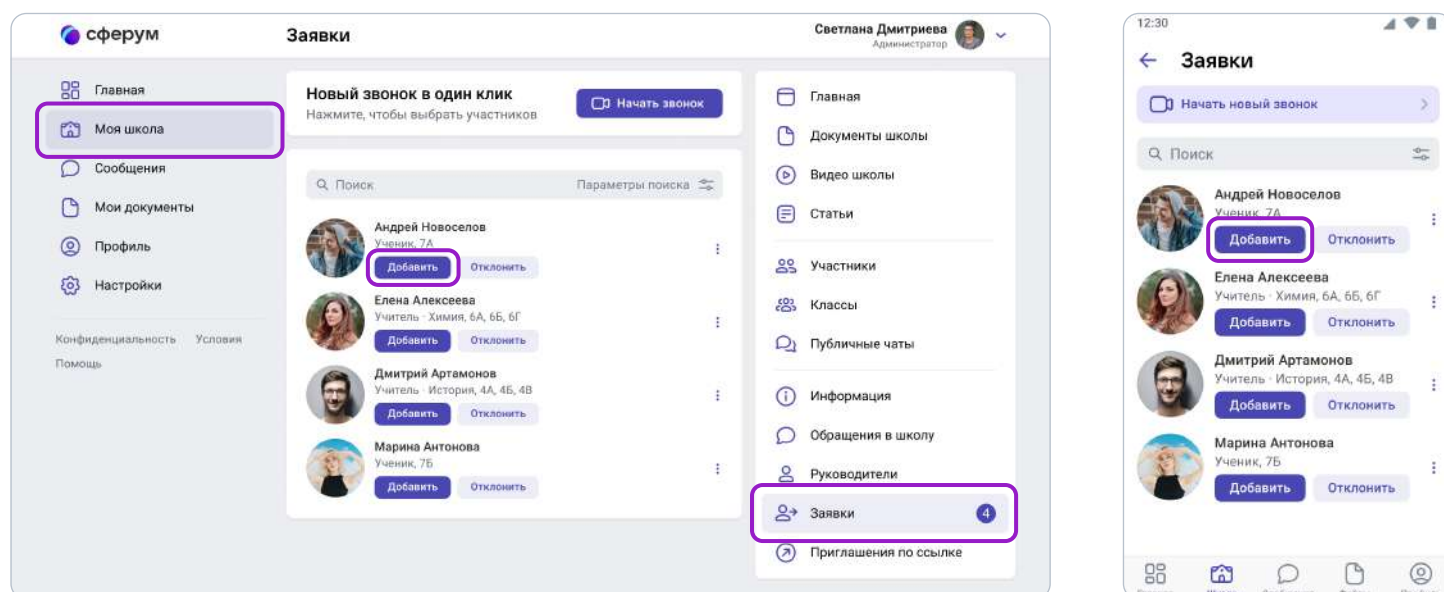 сферум
Заявки
Светлана Дмитриева
Администратор
Главная
Моя школа
Сообщения
Мои документы
Профиль
Настройки
Конфиденциальность Условия
Помощь
Новый звонок в один клик
Нажмите, чтобы выбрать участников
Начать звонок
Поиск
Параметры поиска
Андрей Новоселов
Ученик, 7А
Добавить Отклонить
Елена Алексеева
Учитель · Химия, 6А, 6Б, 6Г
Добавить Отклонить
Дмитрий Артамонов
Учитель · История, 4А, 4Б, 4В
Добавить Отклонить
Марина Антонова
Ученик, 7Б
Добавить Отклонить
Главная
Документы школы
Видео школы
Статьи
Участники
Классы
Публичные чаты
Информация
Обращения в школу
Руководители
Заявки 4
Приглашения по ссылке
12:30
Заявки
Начать новый звонок
Поиск
Андрей Новоселов
Ученик, 7А
Добавить Отклонить
Елена Алексеева
Учитель · Химия, 6А, 6Б, 6Г
Добавить Отклонить
Дмитрий Артамонов
Учитель · История, 4А, 4Б, 4В
Добавить Отклонить
Марина Антонова
Ученик, 7Б
Добавить Отклонить